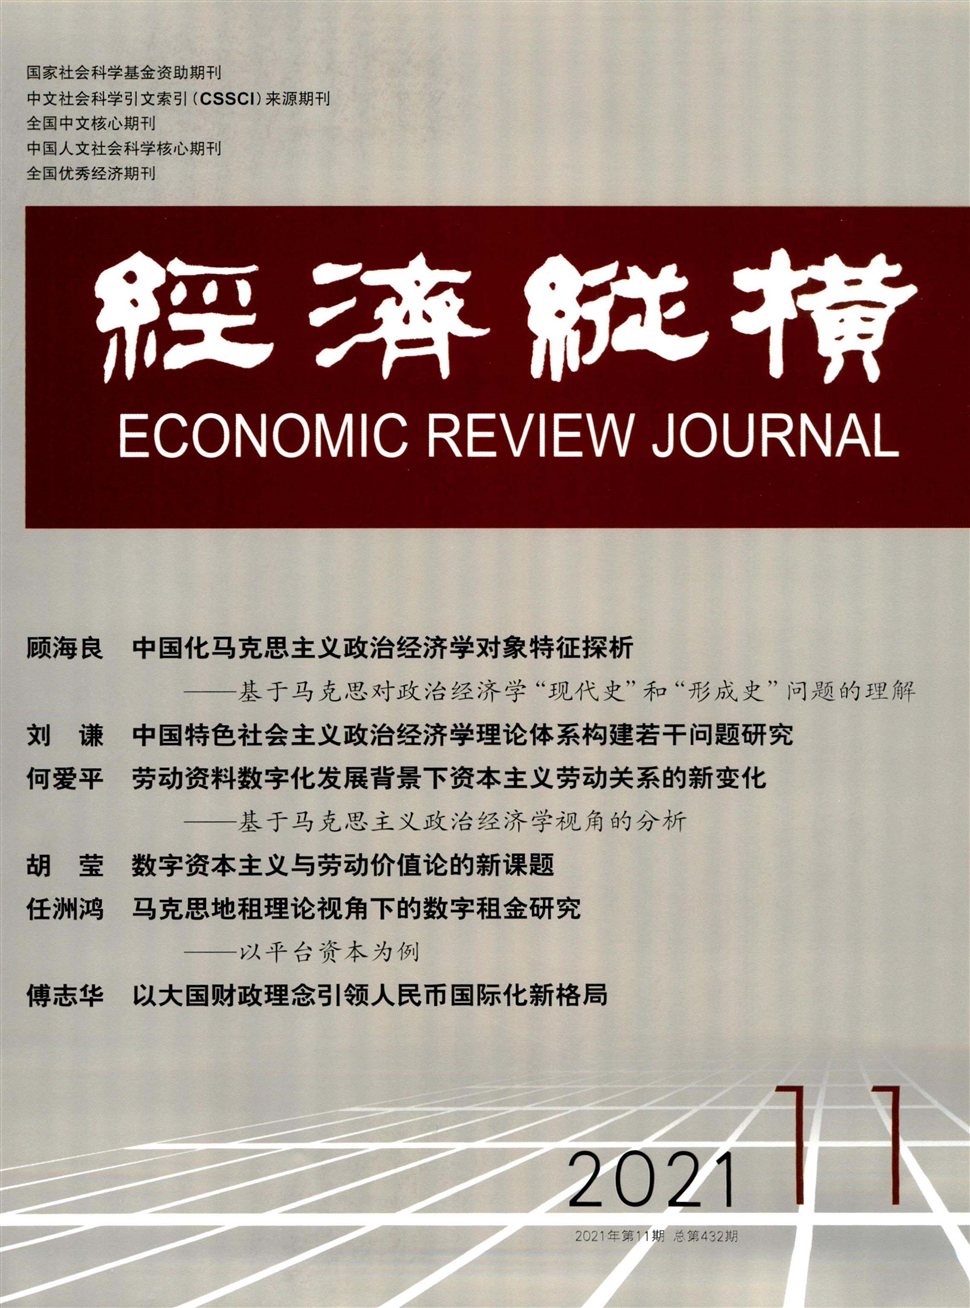 国家社会科学基金资助期刊
中文社会科学引文索引(CSSCI)来源期刊
全国中文核心期刊
中国人文社会科学核心期刊
全国优秀经济期刊
經濟縱横
ECONOMIC REVIEW JOURNAL
顾海良 中国化马克思主义政治经济学对象特征探析
——基于马克思对政治经济学“现代史”和“形成史”问题的理解
刘 谦 中国特色社会主义政治经济学理论体系构建若干问题研究
何爱平 劳动资料数字化发展背景下资本主义劳动关系的新变化
——基于马克思主义政治经济学视角的分析
胡 莹 数字资本主义与劳动价值论的新课题
任洲鸿 马克思地租理论视角下的数字租金研究
——以平台资本为例
傅志华 以大国财政理念引领人民币国际化新格局
2021 11
2021年第11期 总第432期